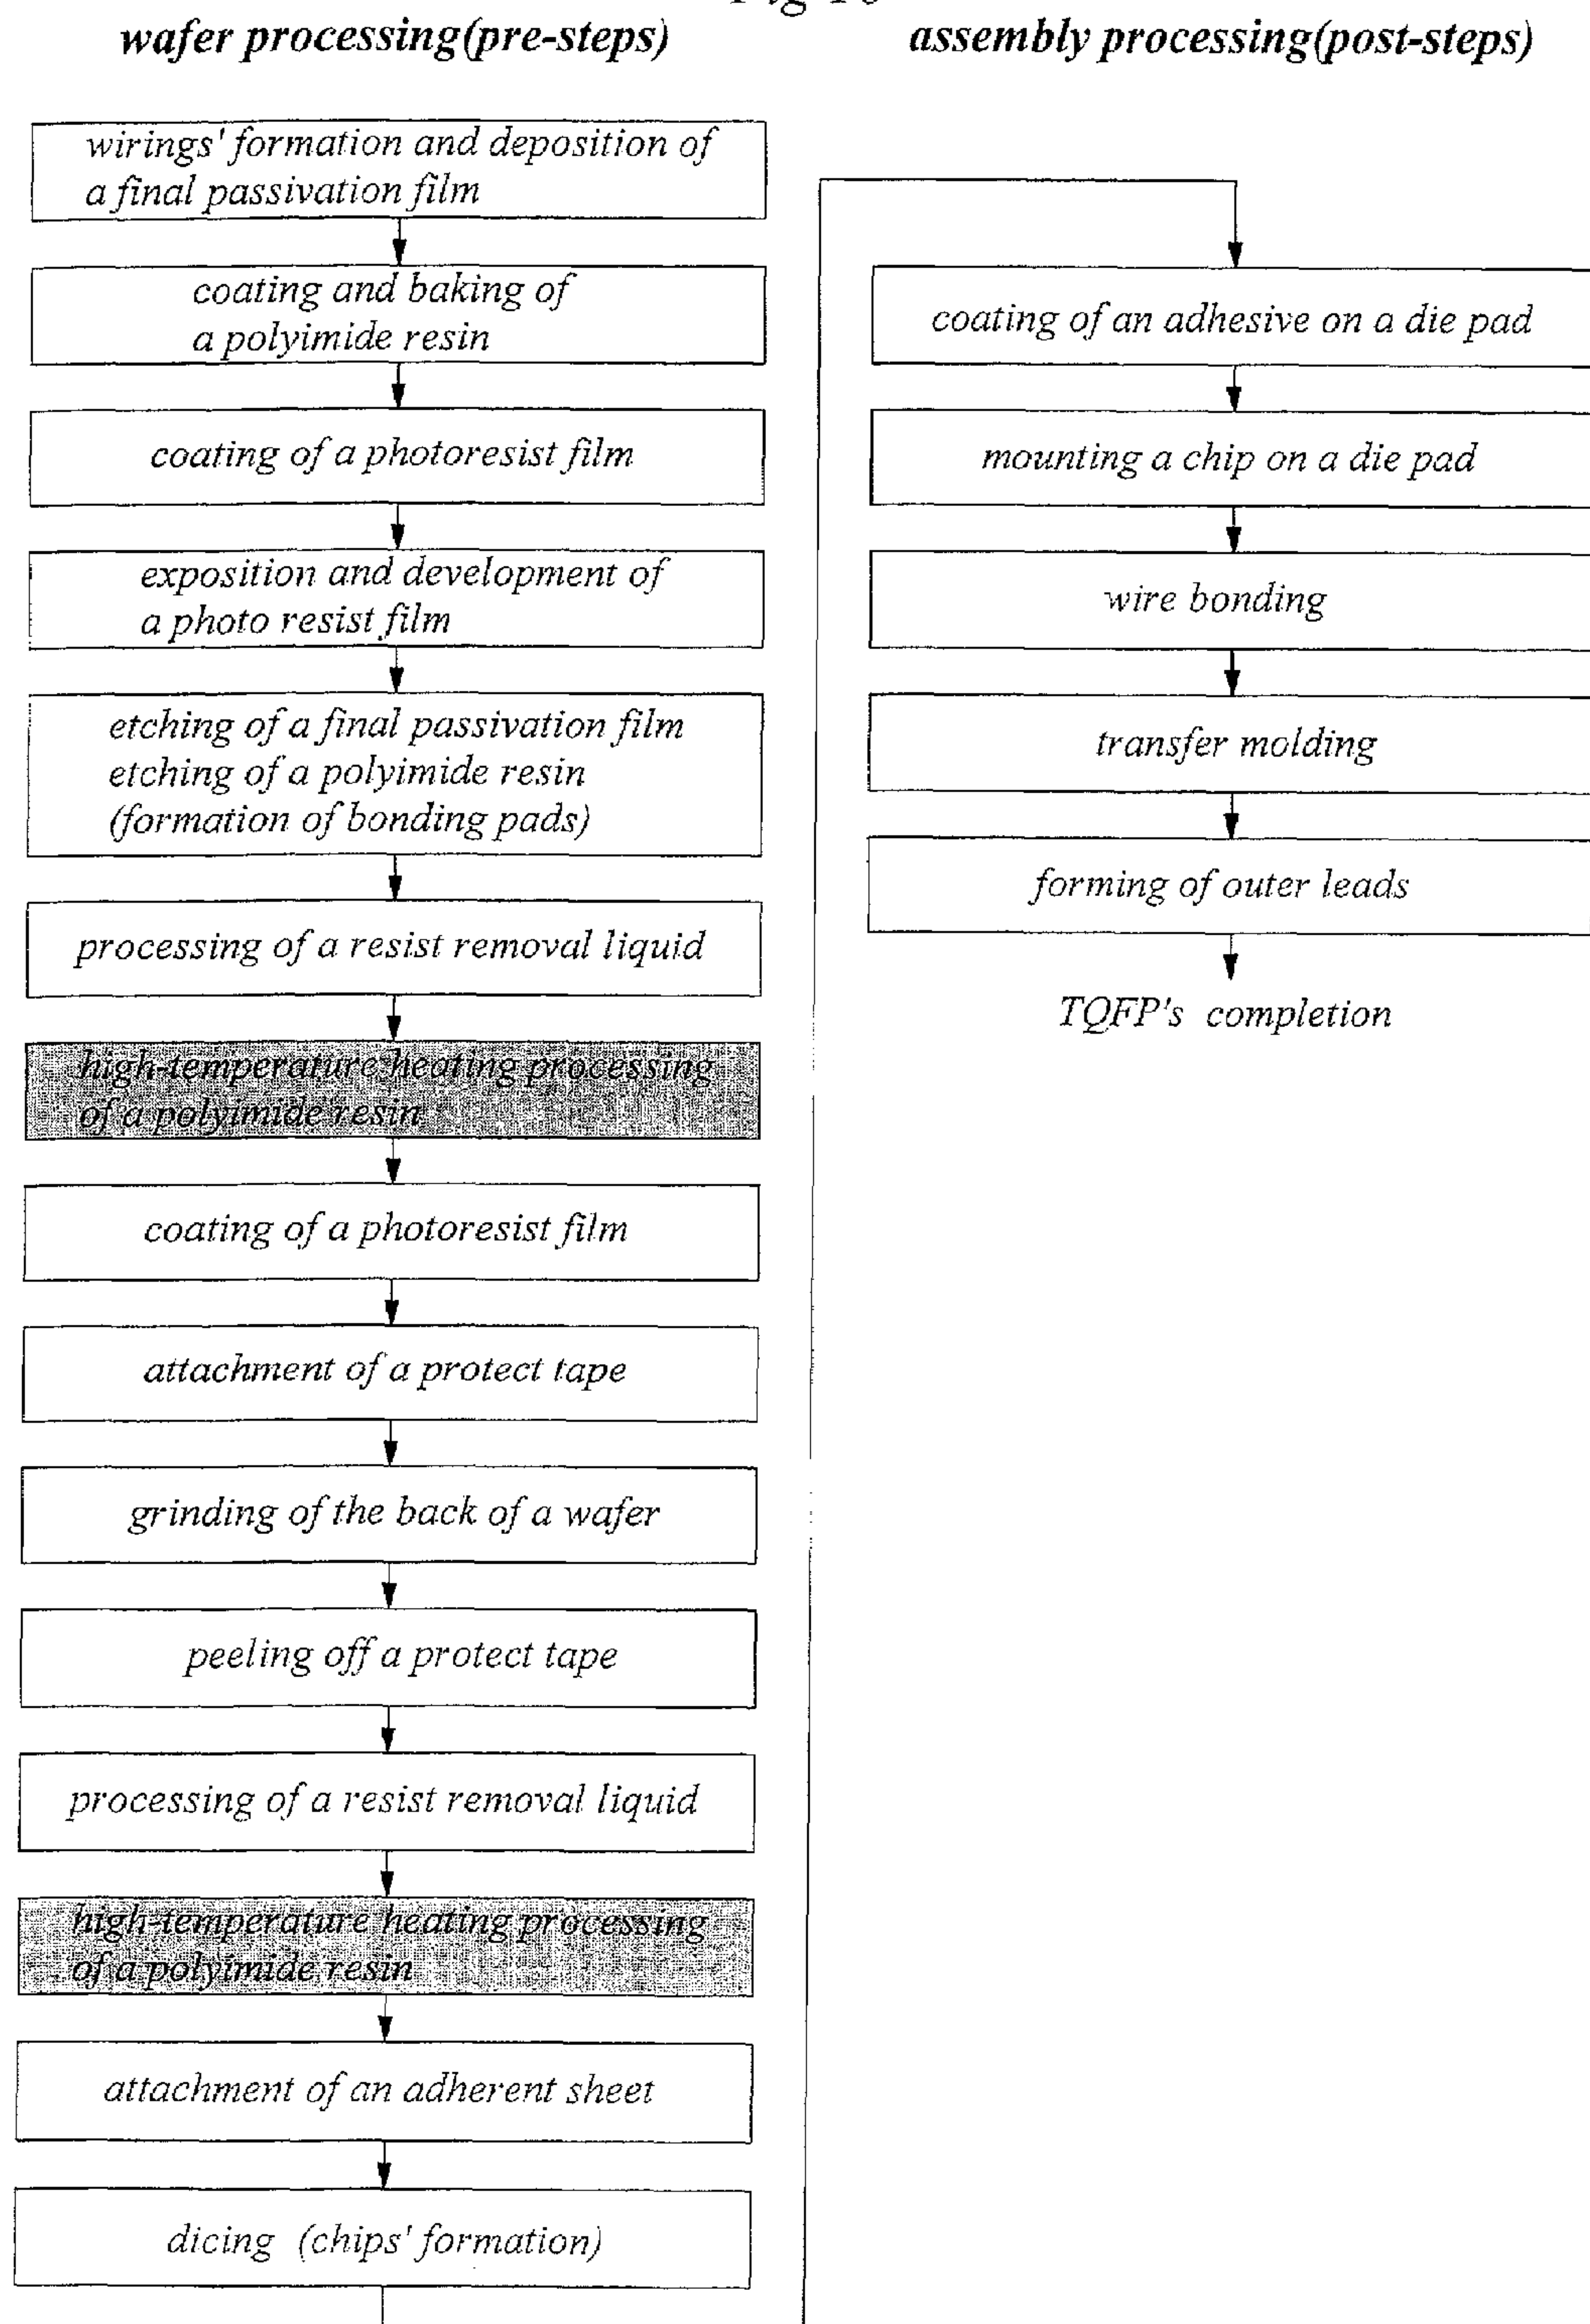 wafer processing(pre-steps)
wirings' formation and deposition of
a final passivation film
coating and baking of
a polyimide resin
coating of a photoresist film
exposition and development of
a photo resist film
etching of a final passivation film
etching of a polyimide resin
(formation of bonding pads)
processing of a resist removal liquid
high-temperature heating processing
of a polyimide resin
coating of a photoresist film
attachment of a protect tape
grinding of the back of a wafer
peeling off a protect tape
processing of a resist removal liquid
high-temperature heating processing
of a polyimide resin
attachment of an adherent sheet
dicing (chips' formation)
assembly processing(post-steps)
coating of an adhesive on a die pad
mounting a chip on a die pad
wire bonding
transfer molding
forming of outer leads
TQFP's completion